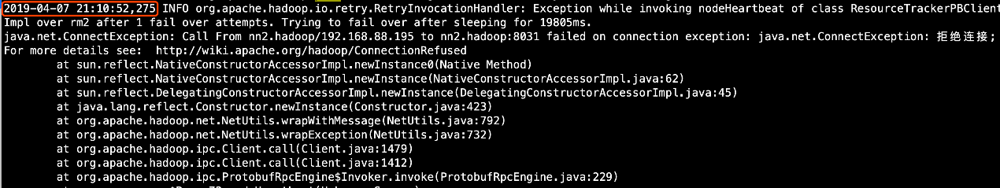 2019-04-07 21:10:52,275 INFO org.apache.hadoop.io.retry.RetryInvocationHandler: Exception while invoking nodeHeartbeat of class ResourceTrackerPBClient
Impl over rm2 after 1 fail over attempts. Trying to fail over after sleeping for 19805ms.
java.net.ConnectException: Call From nn2.hadoop/192.168.88.195 to nn2.hadoop:8031 failed on connection exception: java.net.ConnectException: 拒绝连接;
For more details see:  http://wiki.apache.org/hadoop/ConnectionRefused
at sun.reflect.NativeConstructorAccessorImpl.newInstance0(Native Method)
at sun.reflect.NativeConstructorAccessorImpl.newInstance(NativeConstructorAccessorImpl.java:62)
at sun.reflect.DelegatingConstructorAccessorImpl.newInstance(DelegatingConstructorAccessorImpl.java:45)
at java.lang.reflect.Constructor.newInstance(Constructor.java:423)
at org.apache.hadoop.net.NetUtils.wrapWithMessage(NetUtils.java:792)
at org.apache.hadoop.net.NetUtils.wrapException(NetUtils.java:732)
at org.apache.hadoop.ipc.Client.call(Client.java:1479)
at org.apache.hadoop.ipc.Client.call(Client.java:1412)
at org.apache.hadoop.ipc.ProtobufRpcEngine$Invoker.invoke(ProtobufRpcEngine.java:229)